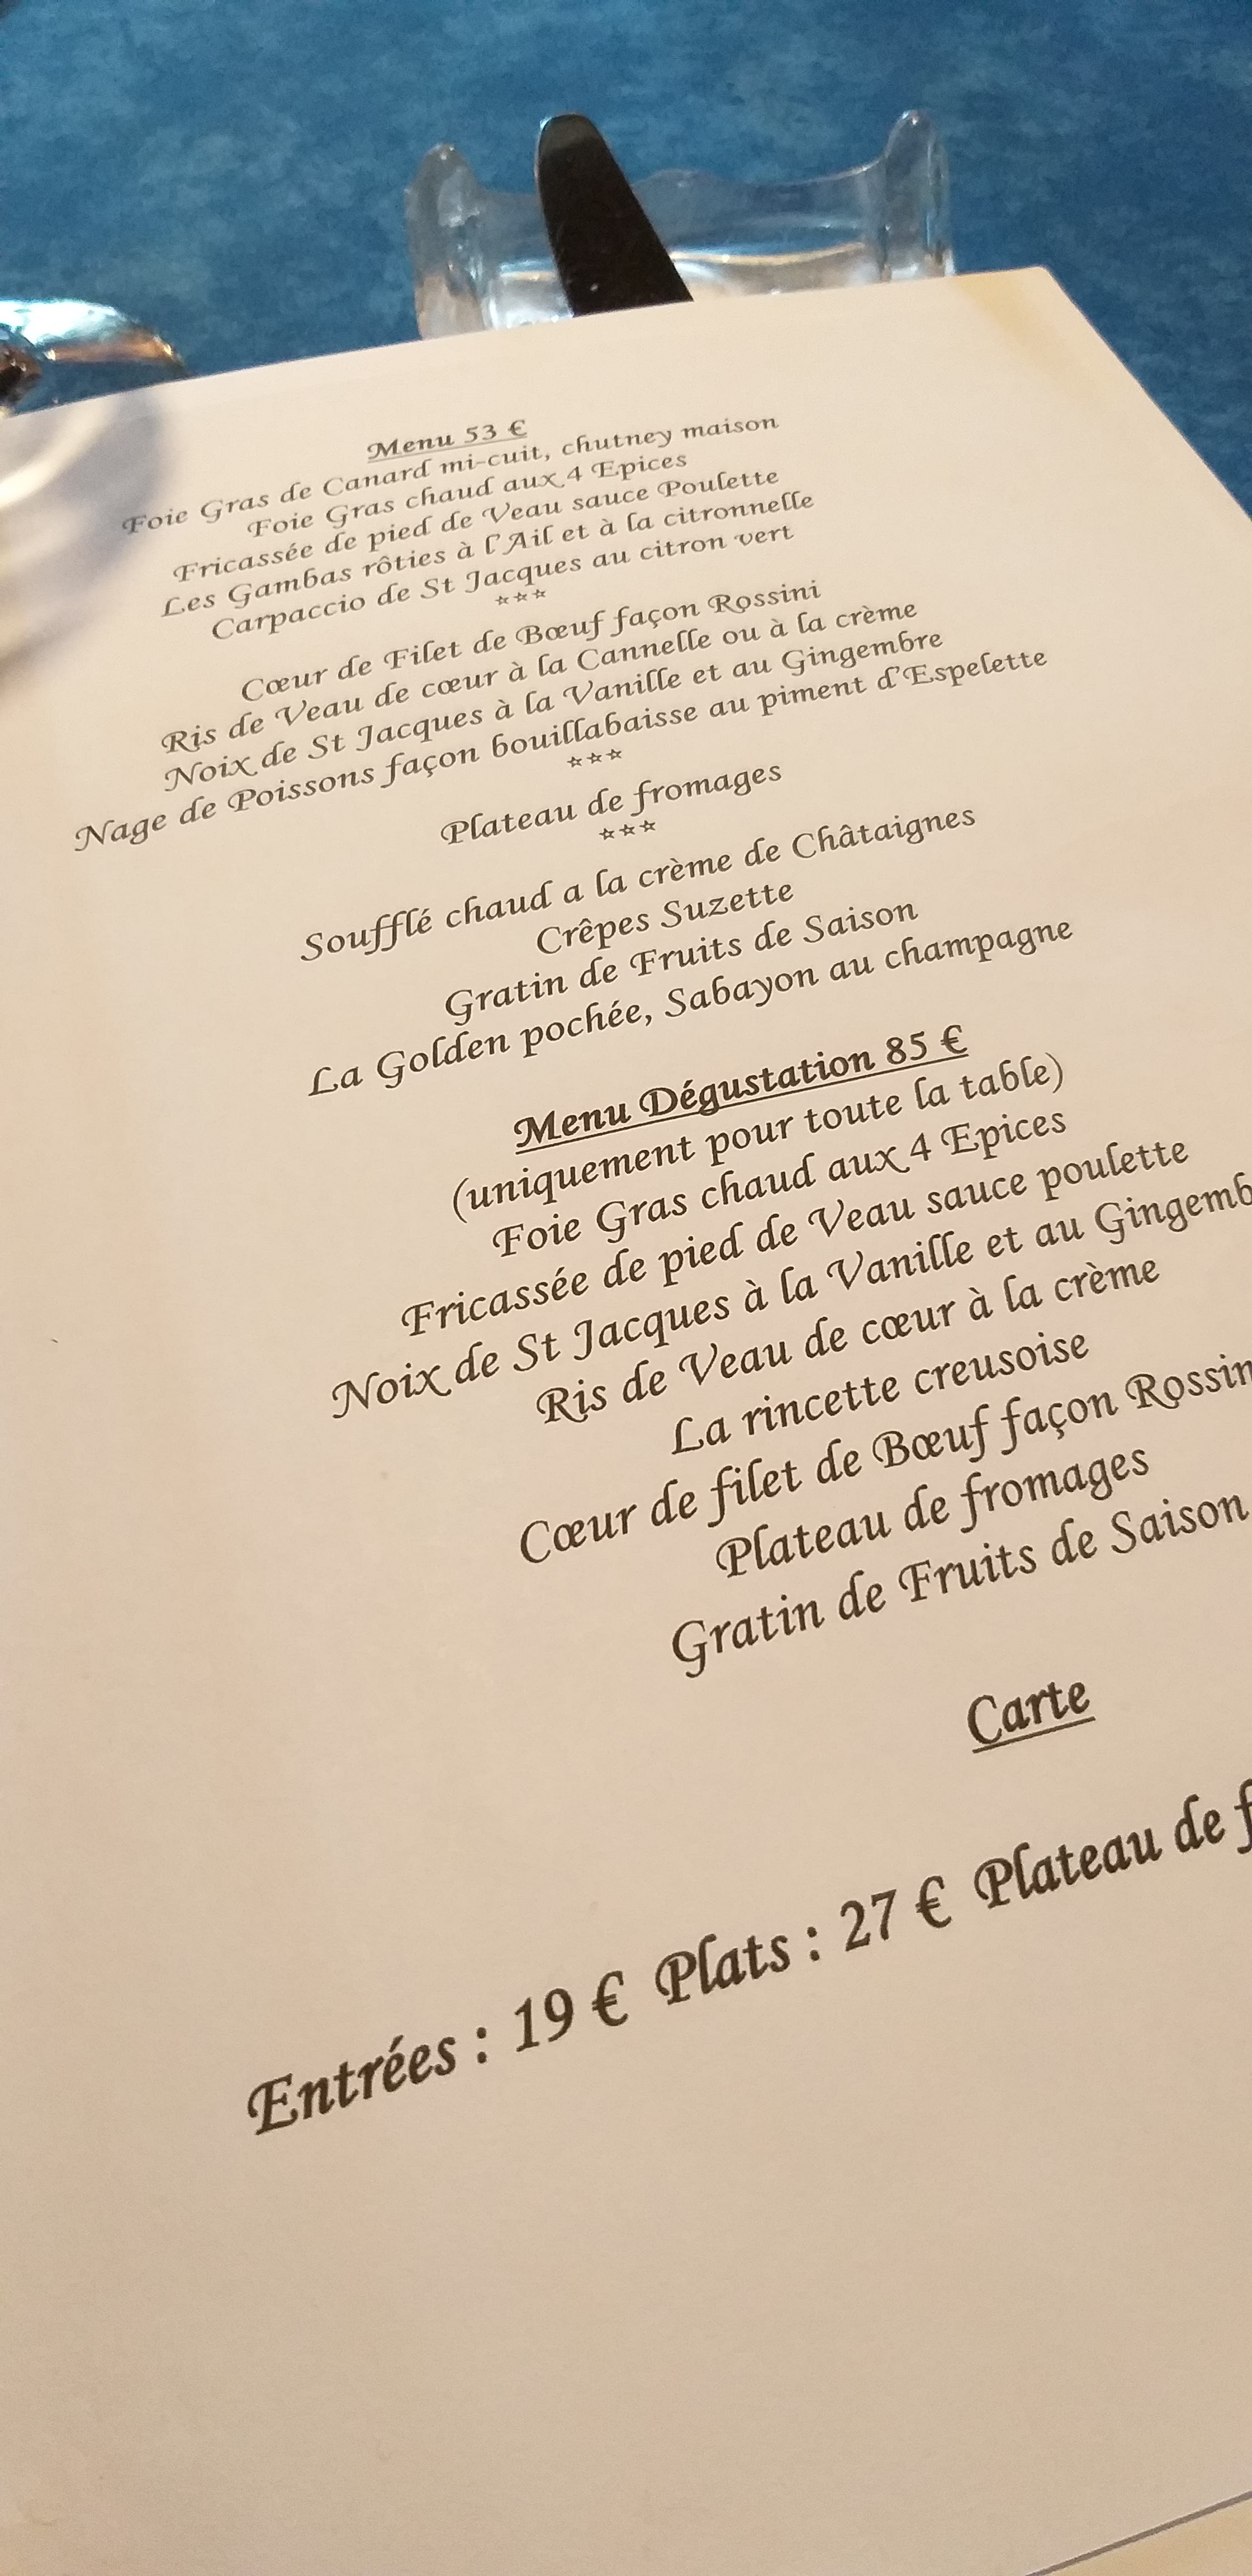 Menu 53 €
Foie Gras de Canard mi-cuit, chutney maison
Foie Gras chaud aux 4 Epices
Fricassée de pied de Veau sauce Poulette
Les Gambas rôties à l'Ail et à la citronnelle
Carpaccio de St Jacques au citron vert
***
Cœur de Filet de Bœuf façon Rossini
Ris de Veau de cœur à la Cannelle ou à la crème
Noix de St Jacques à la Vanille et au Gingembre
Nage de Poissons façon bouillabaisse au piment d'Espelette
***
Plateau de fromages
***
Soufflé chaud a la crème de Châtaignes
Crêpes Suzette
Gratin de Fruits de Saison
La Golden pochée, Sabayon au champagne
Menu Dégustation 85 €
(uniquement pour toute la table)
Foie Gras chaud aux 4 Epices
Fricassée de pied de Veau sauce poulette
Noix de St Jacques à la Vanille et au Gingemb
Ris de Veau de cœur à la crème
La rincette creusoise
Cœur de filet de Bœuf façon Rossin
Plateau de fromages
Gratin de Fruits de Saison
Carte
Entrées : 19 € Plats : 27 € Plateau de f